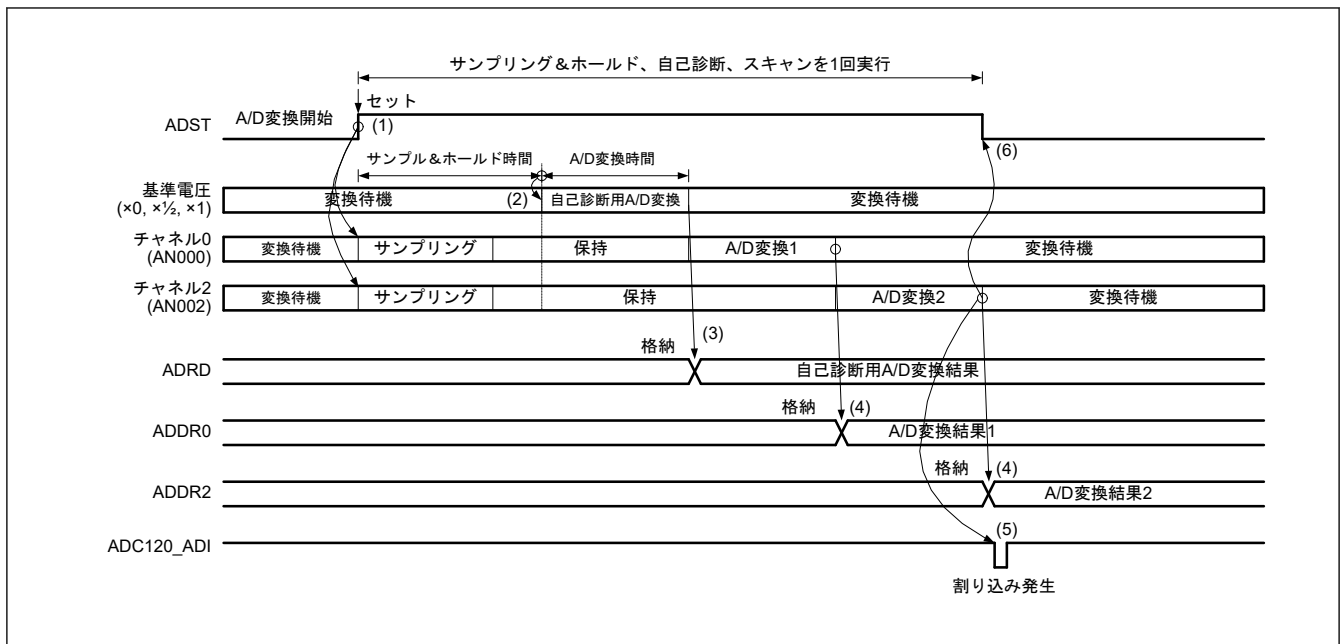 サンプリング＆ホールド、自己診断、スキャンを1回実行
セット
A/D変換開始
ADST
(1)
(6)
サンプル＆ホールド時間
A/D変換時間
基準電圧
(×0, ×½, ×1)
変換待機
(2)
自己診断用A/D変換
変換待機
チャネル0
(AN000)
変換待機
サンプリング
保持
A/D変換1
変換待機
チャネル2
(AN002)
変換待機
サンプリング
保持
A/D変換2
変換待機
格納
(3)
ADRD
自己診断用A/D変換結果
格納
(4)
ADDR0
A/D変換結果1
格納
(4)
ADDR2
A/D変換結果2
(5)
ADC120_ADI
割り込み発生